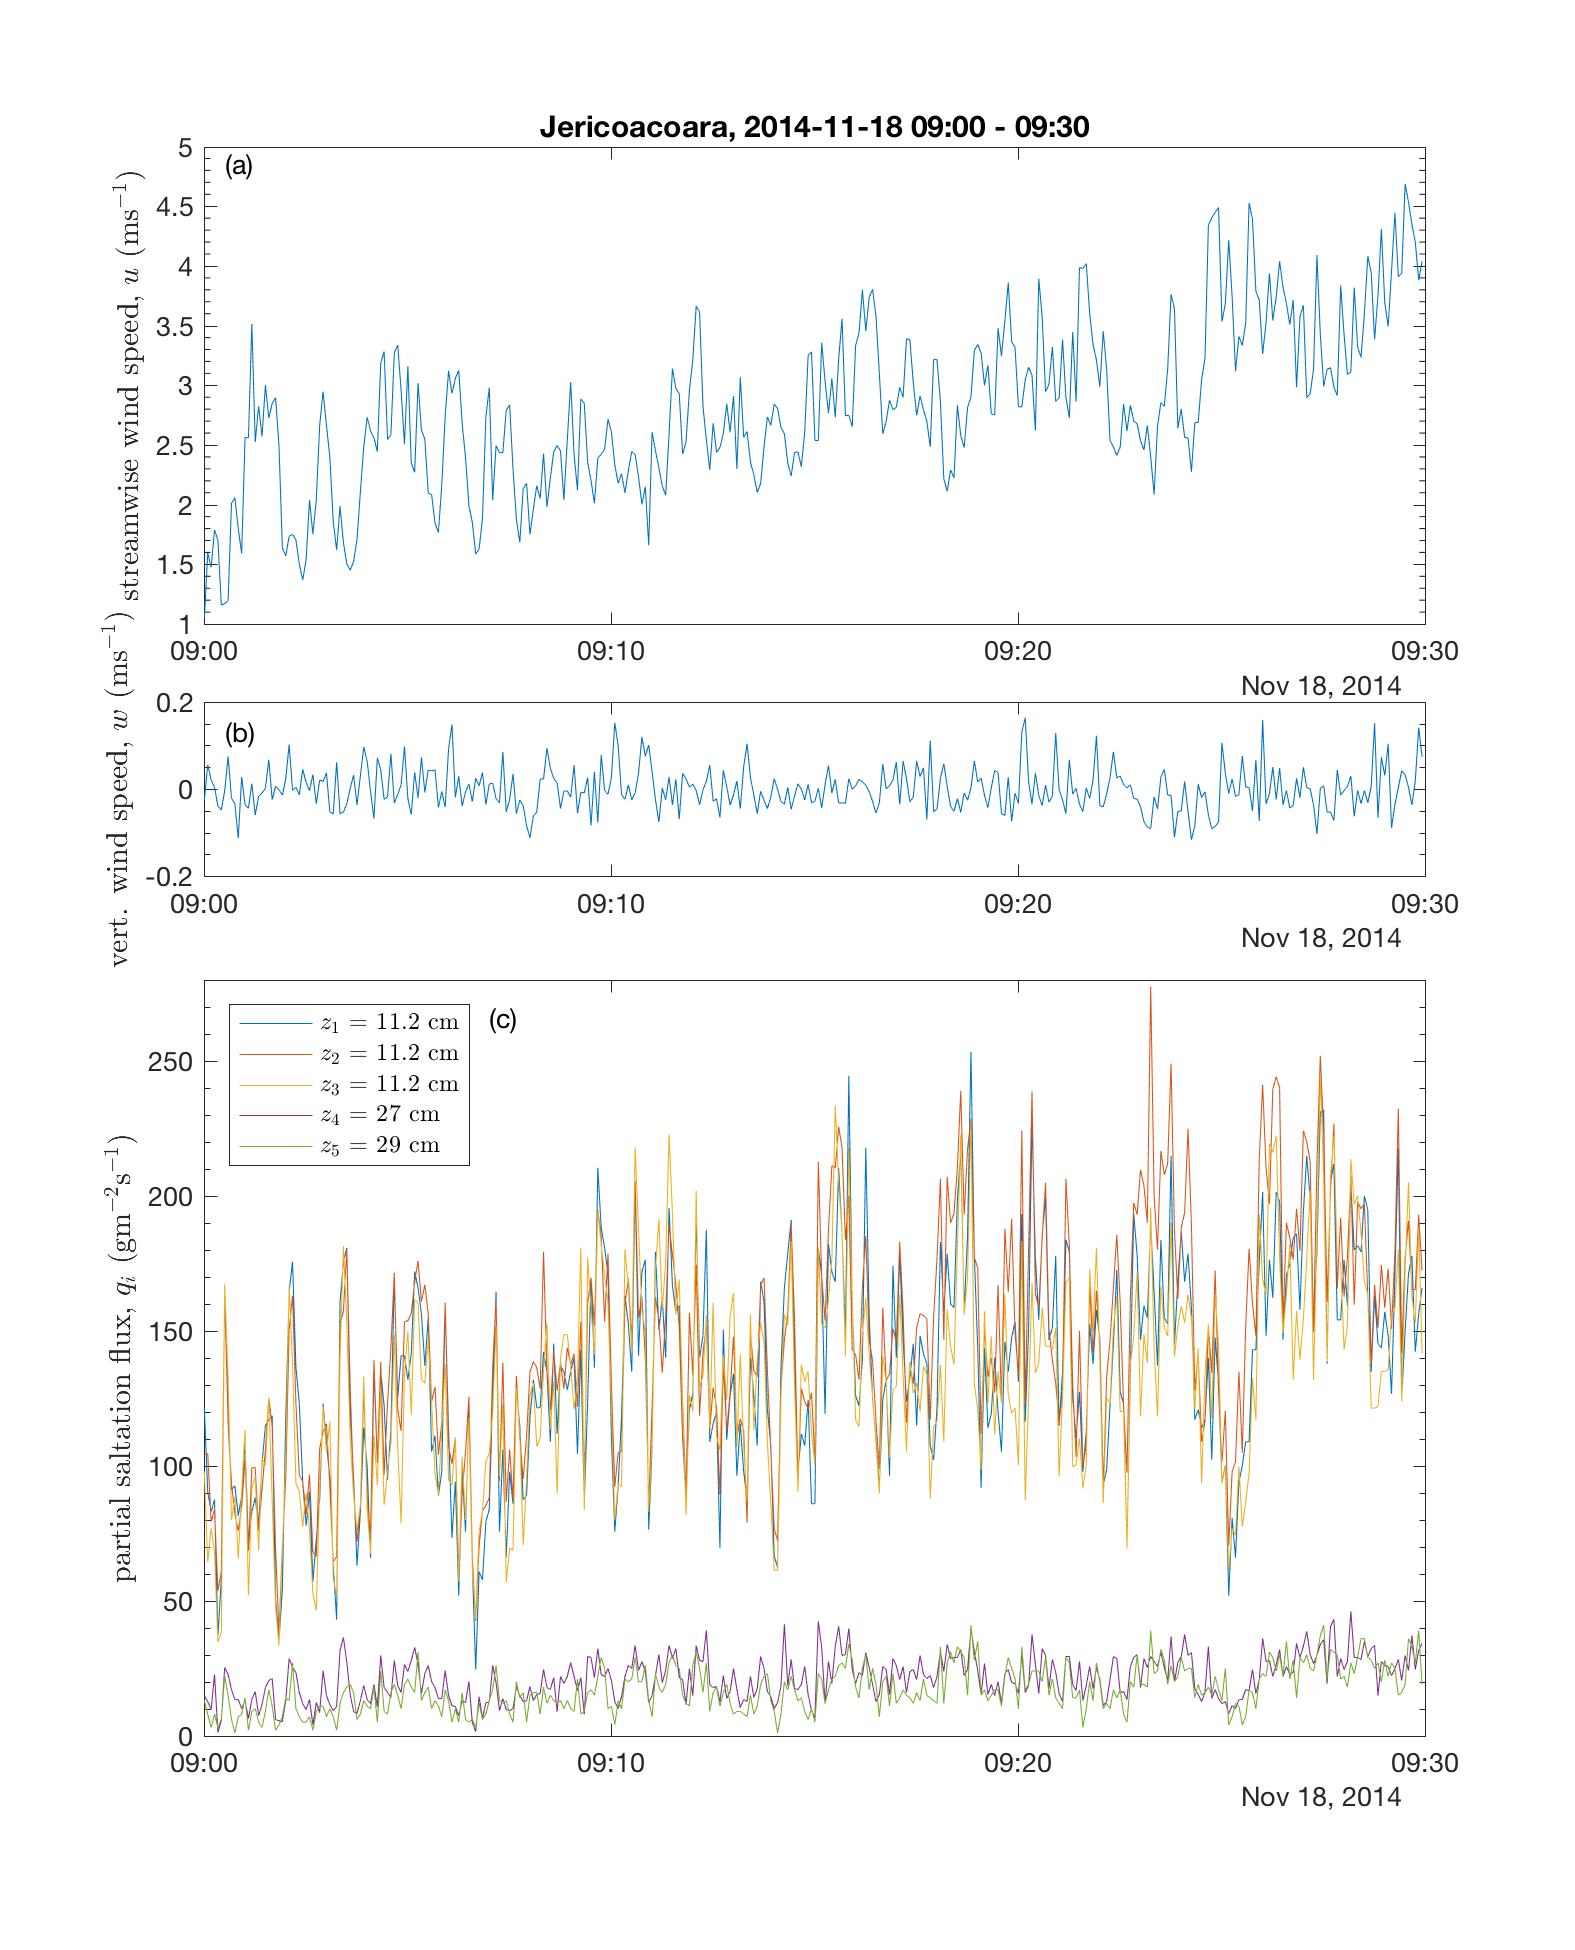 Jericoacoara, 2014-11-18 09:00 - 09:30
(a)
streamwise wind speed, u (ms⁻¹)
5
4.5
4
3.5
3
2.5
2
1.5
1
09:00 09:10 09:20 09:30
Nov 18, 2014
(b)
vert. wind speed, w (ms⁻¹)
0.2
0
-0.2
09:00 09:10 09:20 09:30
Nov 18, 2014
(c)
z₁ = 11.2 cm
z₂ = 11.2 cm
z₃ = 11.2 cm
z₄ = 27 cm
z₅ = 29 cm
partial saltation flux, qᵢ (gm⁻²s⁻¹)
250
200
150
100
50
0
09:00 09:10 09:20 09:30
Nov 18, 2014